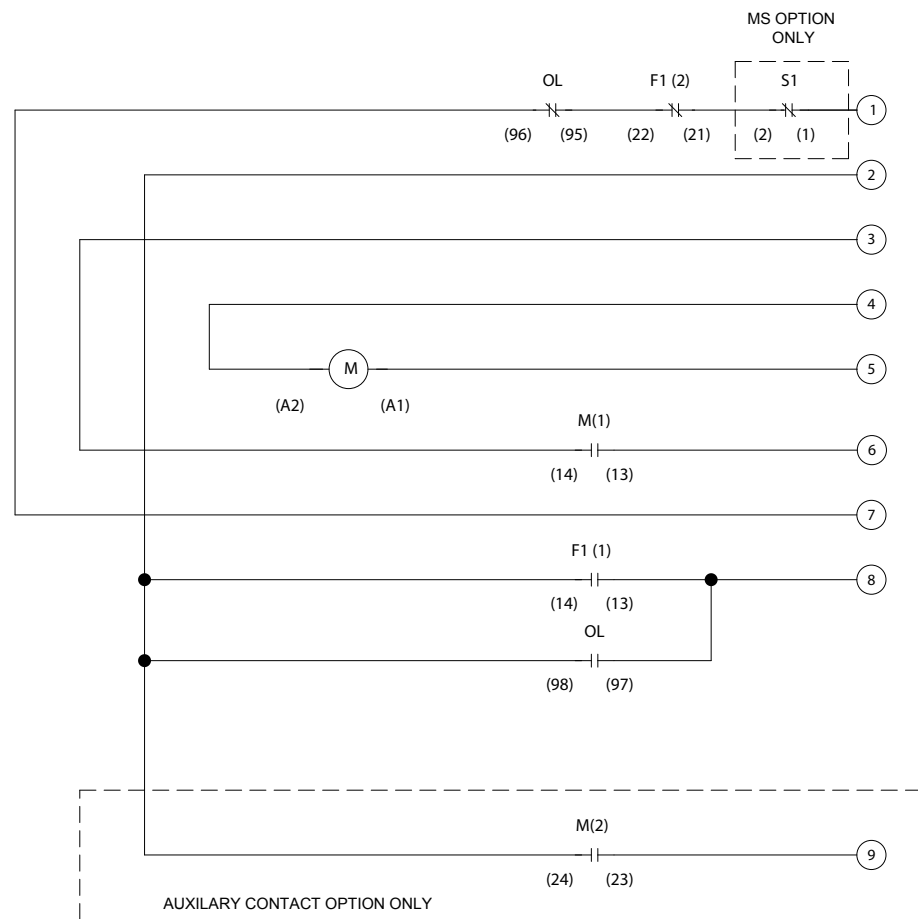 MS OPTION
ONLY
OL F1 (2) S1
1
(96) (95) (22) (21) (2) (1)
2
3
4
M 5
(A2) (A1)
M(1)
6
(14) (13)
7
F1 (1)
8
(14) (13)
OL
(98) (97)
M(2)
9
(24) (23)
AUXILARY CONTACT OPTION ONLY